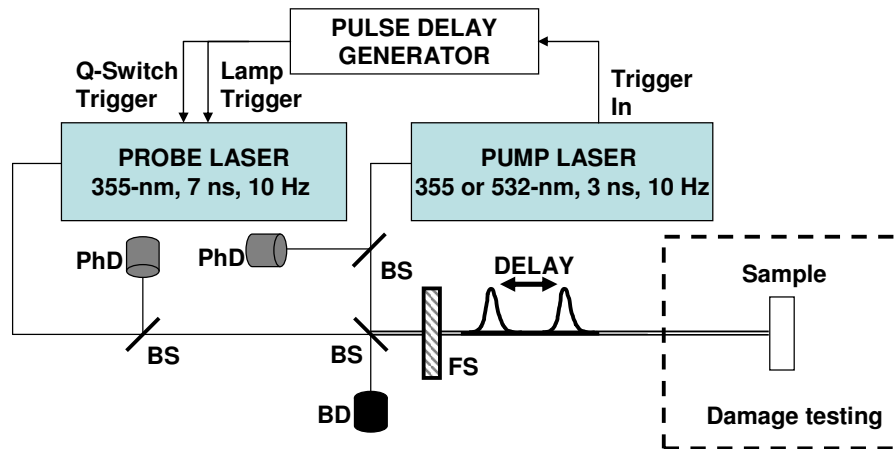 PULSE DELAY
GENERATOR
Q-Switch
Trigger
Lamp
Trigger
Trigger
In
PROBE LASER
355-nm, 7 ns, 10 Hz
PUMP LASER
355 or 532-nm, 3 ns, 10 Hz
PhD
PhD
BS
DELAY
Sample
BS
BS
FS
BD
Damage testing